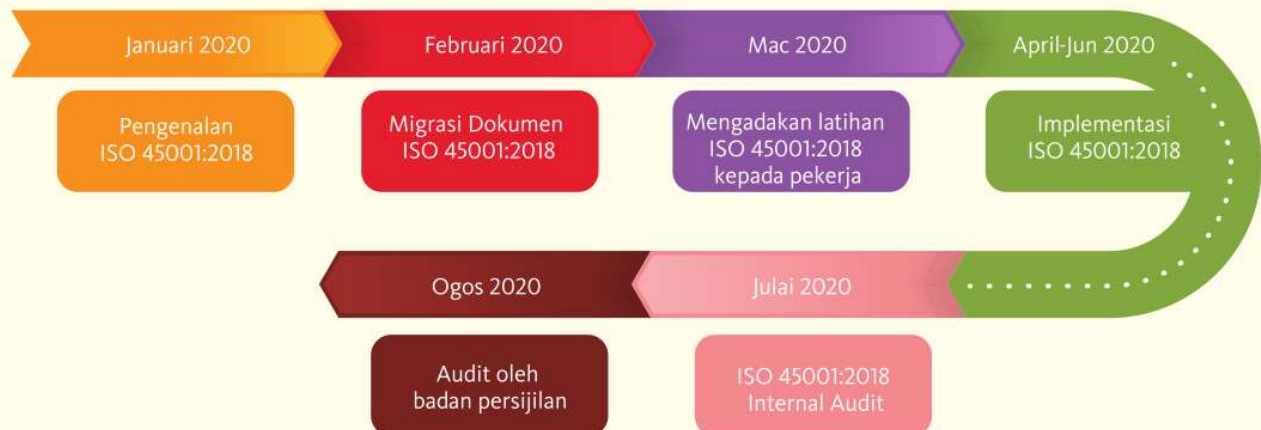 Januari 2020
Pengenalan
ISO 45001:2018
Februari 2020
Migrasi Dokumen
ISO 45001:2018
Mac 2020
Mengadakan latihan
ISO 45001:2018
kepada pekerja
April-Jun 2020
Implementasi
ISO 45001:2018
Julai 2020
ISO 45001:2018
Internal Audit
Ogos 2020
Audit oleh
badan persijilan